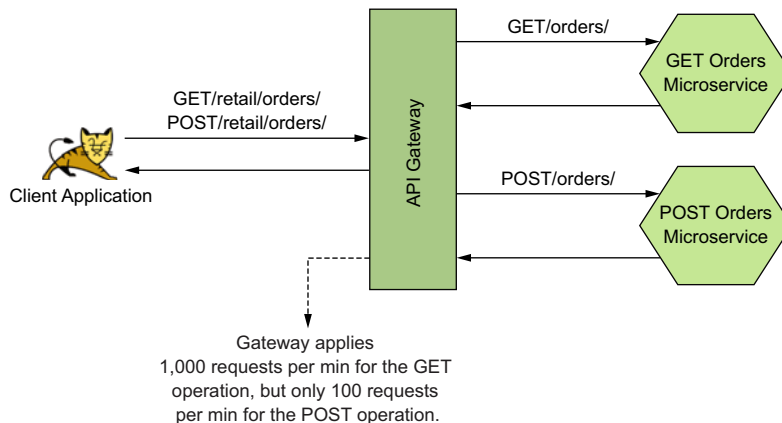 GET/orders/
GET Orders
Microservice
GET/retail/orders/
POST/retail/orders/
API Gateway
Client Application
POST/orders/
POST Orders
Microservice
Gateway applies
1,000 requests per min for the GET
operation, but only 100 requests
per min for the POST operation.